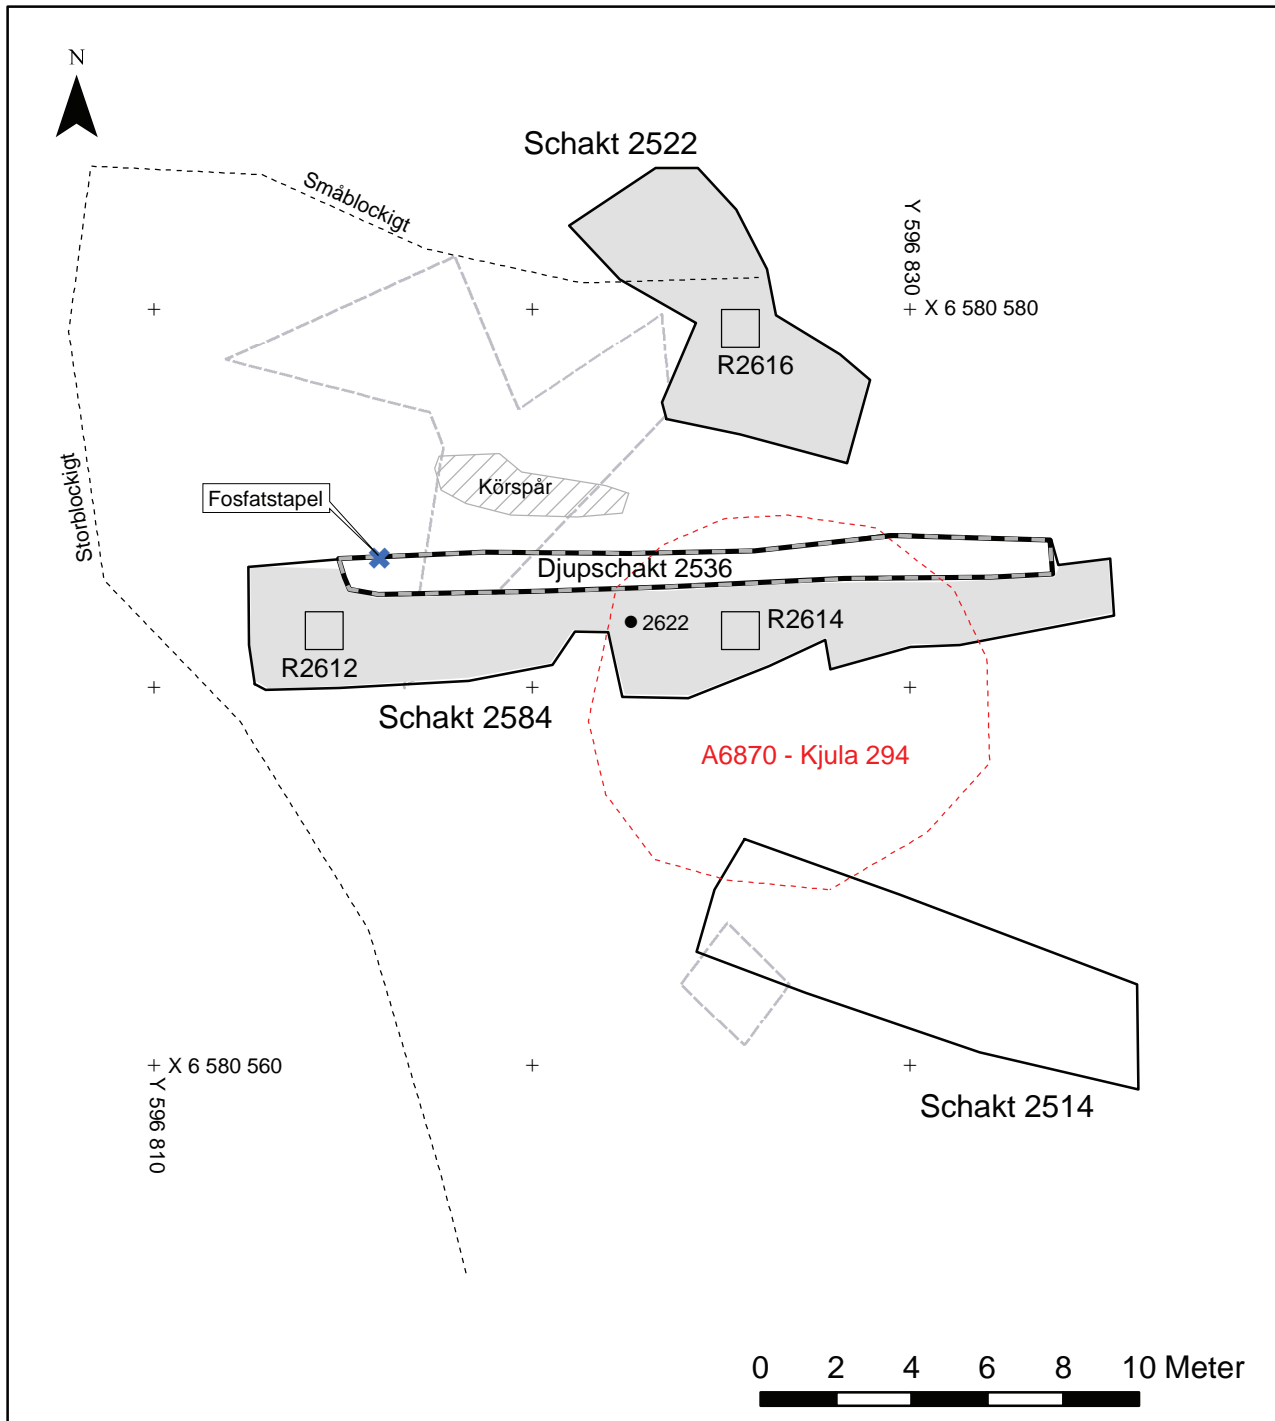 N
Schakt 2522
Småblockigt
Y 596 830
X 6 580 580
R2616
Storblockigt
Körspår
Fosfatstapel
Djupschakt 2536
2622
R2614
R2612
Schakt 2584
A6870 - Kjula 294
X 6 580 560
Y 596 810
Schakt 2514
0 2 4 6 8 10 Meter